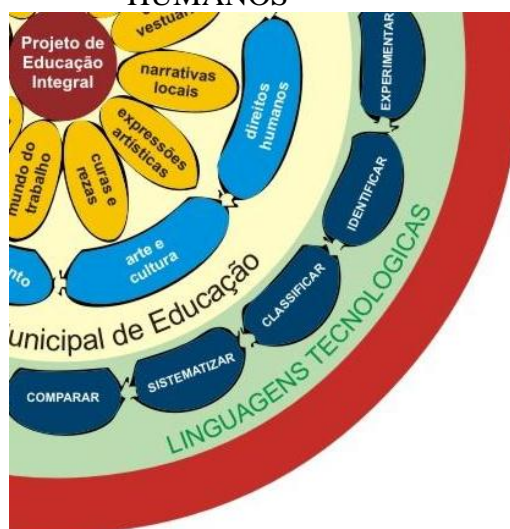 HUMANOS
Projeto de
Educação
Integral
narrativas
locais
expressões
artísticas
curas e
rezas
mundo do
trabalho
direitos
humanos
arte e
cultura
EXPERIMENTAR
IDENTIFICAR
CLASSIFICAR
SISTEMATIZAR
COMPARAR
de Educação
LINGUAGENS TECNOLOGICAS